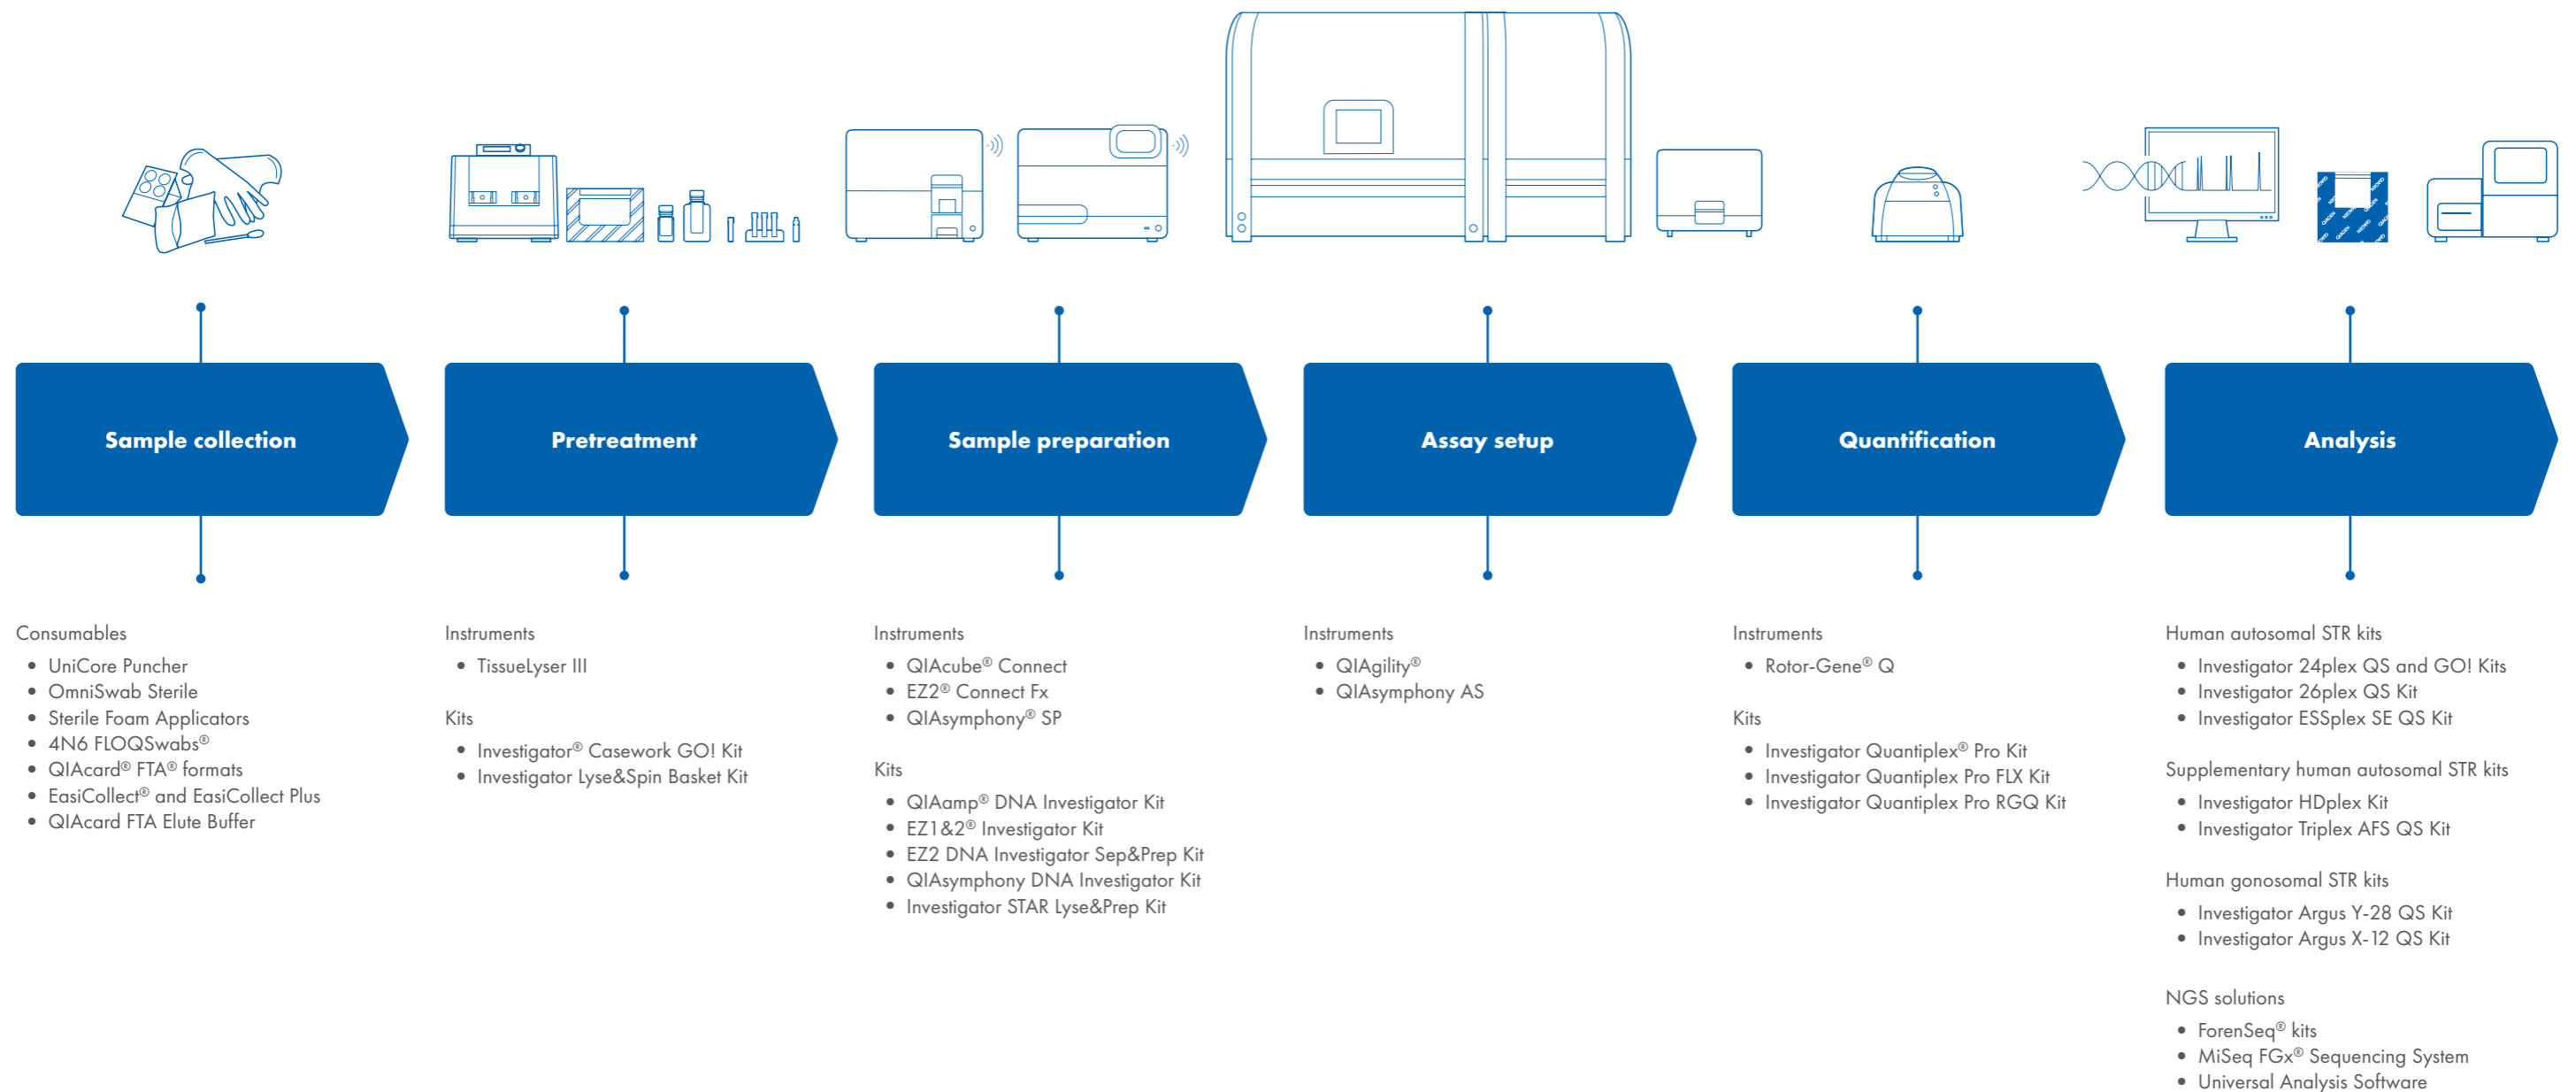 QIAGEN
Sample collection
Pretreatment
Sample preparation
Assay setup
Quantification
Analysis
Consumables
• UniCore Puncher
• OmniSwab Sterile
• Sterile Foam Applicators
• 4N6 FLOQSwabs®
• QIAcard® FTA® formats
• EasiCollect® and EasiCollect Plus
• QIAcard FTA Elute Buffer
Instruments
• TissueLyser III
Kits
• Investigator® Casework GO! Kit
• Investigator Lyse&Spin Basket Kit
Instruments
• QIAcube® Connect
• EZ2® Connect Fx
• QIAsymphony® SP
Kits
• QIAamp® DNA Investigator Kit
• EZ1&2® Investigator Kit
• EZ2 DNA Investigator Sep&Prep Kit
• QIAsymphony DNA Investigator Kit
• Investigator STAR Lyse&Prep Kit
Instruments
• QIAgility®
• QIAsymphony AS
Instruments
• Rotor-Gene® Q
Kits
• Investigator Quantiplex® Pro Kit
• Investigator Quantiplex Pro FLX Kit
• Investigator Quantiplex Pro RGQ Kit
Human autosomal STR kits
• Investigator 24plex QS and GO! Kits
• Investigator 26plex QS Kit
• Investigator ESSplex SE QS Kit
Supplementary human autosomal STR kits
• Investigator HDplex Kit
• Investigator Triplex AFS QS Kit
Human gonosomal STR kits
• Investigator Argus Y-28 QS Kit
• Investigator Argus X-12 QS Kit
NGS solutions
• ForenSeq® kits
• MiSeq FGx® Sequencing System
• Universal Analysis Software